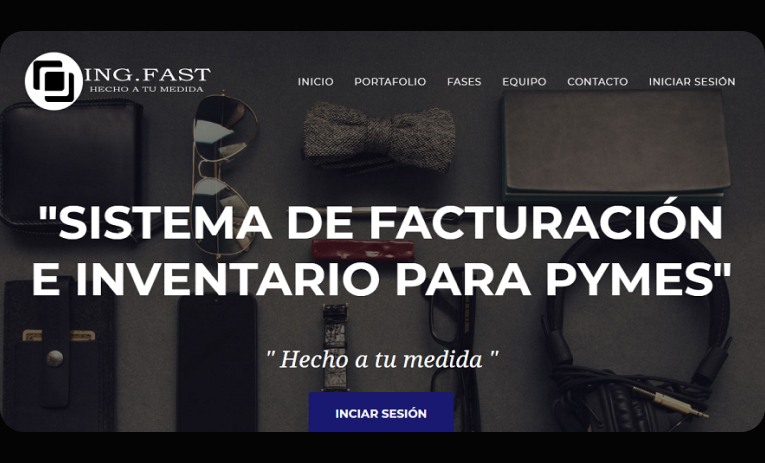 ING.FAST
HECHO A TU MEDIDA
INICIO PORTAFOLIO FASES EQUIPO CONTACTO INICIAR SESIÓN
"SISTEMA DE FACTURACIÓN
E INVENTARIO PARA PYMES"
" Hecho a tu medida "
INCIAR SESIÓN